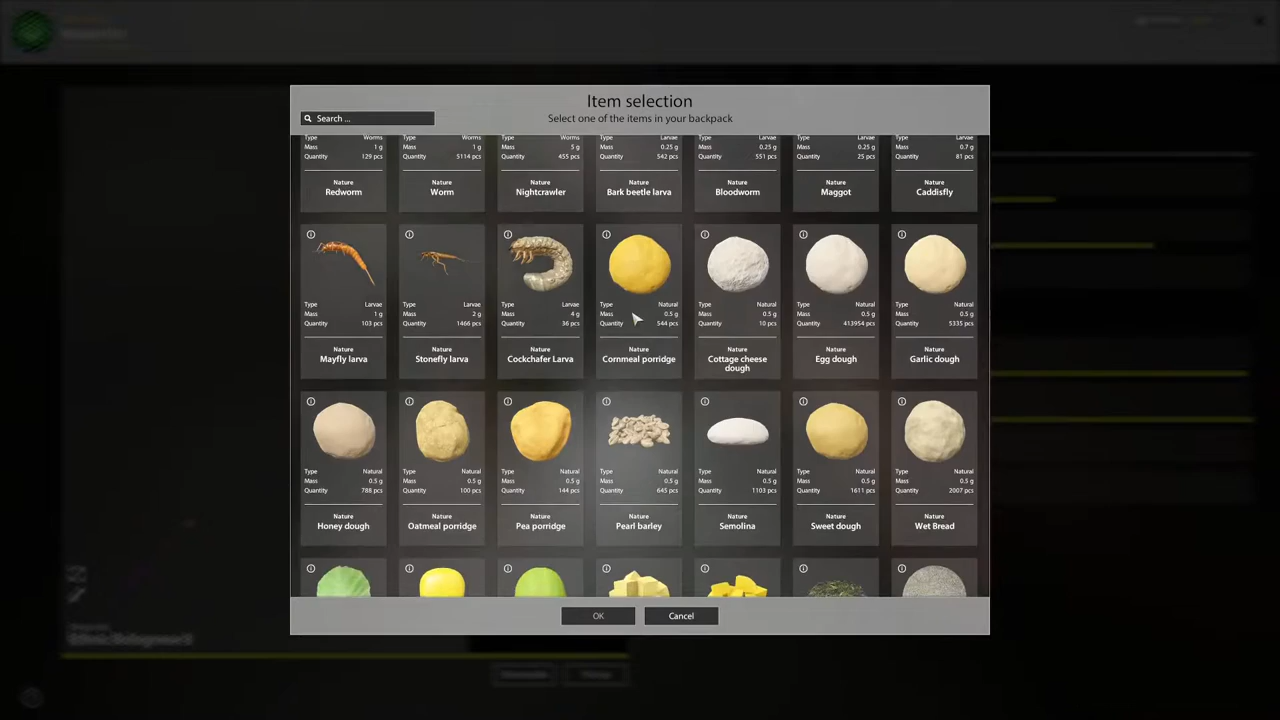 Item selection
Search ...
Select one of the items in your backpack
Type Worms Type Worms Type Worms Type Larvae Type Larvae Type Larvae Type Larvae
Mass 1 g Mass 1 g Mass 5 g Mass 0.25 g Mass 0.25 g Mass 0.25 g Mass 0.7 g
Quantity 129 pcs Quantity 5114 pcs Quantity 455 pcs Quantity 542 pcs Quantity 551 pcs Quantity 25 pcs Quantity 81 pcs
Nature Nature Nature Nature Nature Nature Nature
Redworm Worm Nightcrawler Bark beetle larva Bloodworm Maggot Caddisfly
Type Larvae Type Larvae Type Larvae Type Natural Type Natural Type Natural Type Natural
Mass 1 g Mass 2 g Mass 4 g Mass 0.5 g Mass 0.5 g Mass 0.5 g Mass 0.5 g
Quantity 103 pcs Quantity 1466 pcs Quantity 36 pcs Quantity 544 pcs Quantity 10 pcs Quantity 413954 pcs Quantity 5335 pcs
Nature Nature Nature Nature Nature Nature Nature
Mayfly larva Stonefly larva Cockchafer Larva Cornmeal porridge Cottage cheese Egg dough Garlic dough
dough
Type Natural Type Natural Type Natural Type Natural Type Natural Type Natural Type Natural
Mass 0.5 g Mass 0.5 g Mass 0.5 g Mass 0.5 g Mass 0.5 g Mass 0.5 g Mass 0.5 g
Quantity 788 pcs Quantity 100 pcs Quantity 144 pcs Quantity 645 pcs Quantity 1103 pcs Quantity 1611 pcs Quantity 2007 pcs
Nature Nature Nature Nature Nature Nature Nature
Honey dough Oatmeal porridge Pea porridge Pearl barley Semolina Sweet dough Wet Bread
OK Cancel